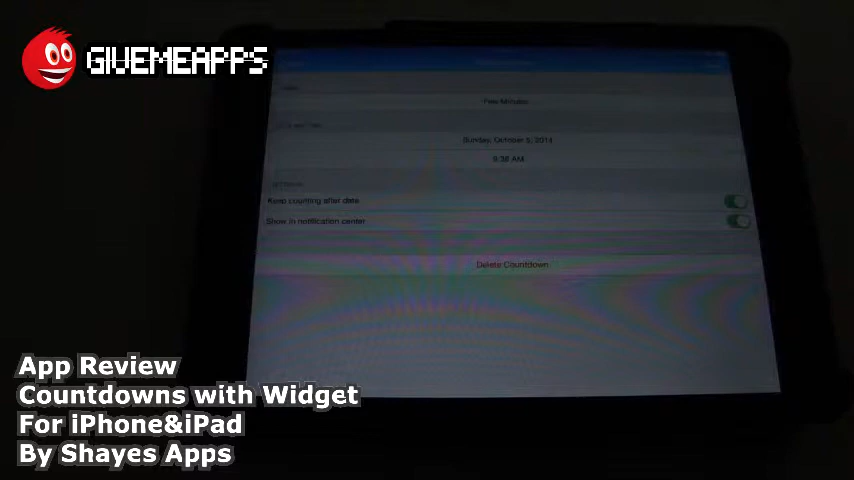 GIVEMEAPPS
Few Minutes
Sunday, October 5, 2014
9:38 AM
Keep counting after date
Show in notification center
Delete Countdown
App Review
Countdowns with Widget
For iPhone&iPad
By Shayes Apps